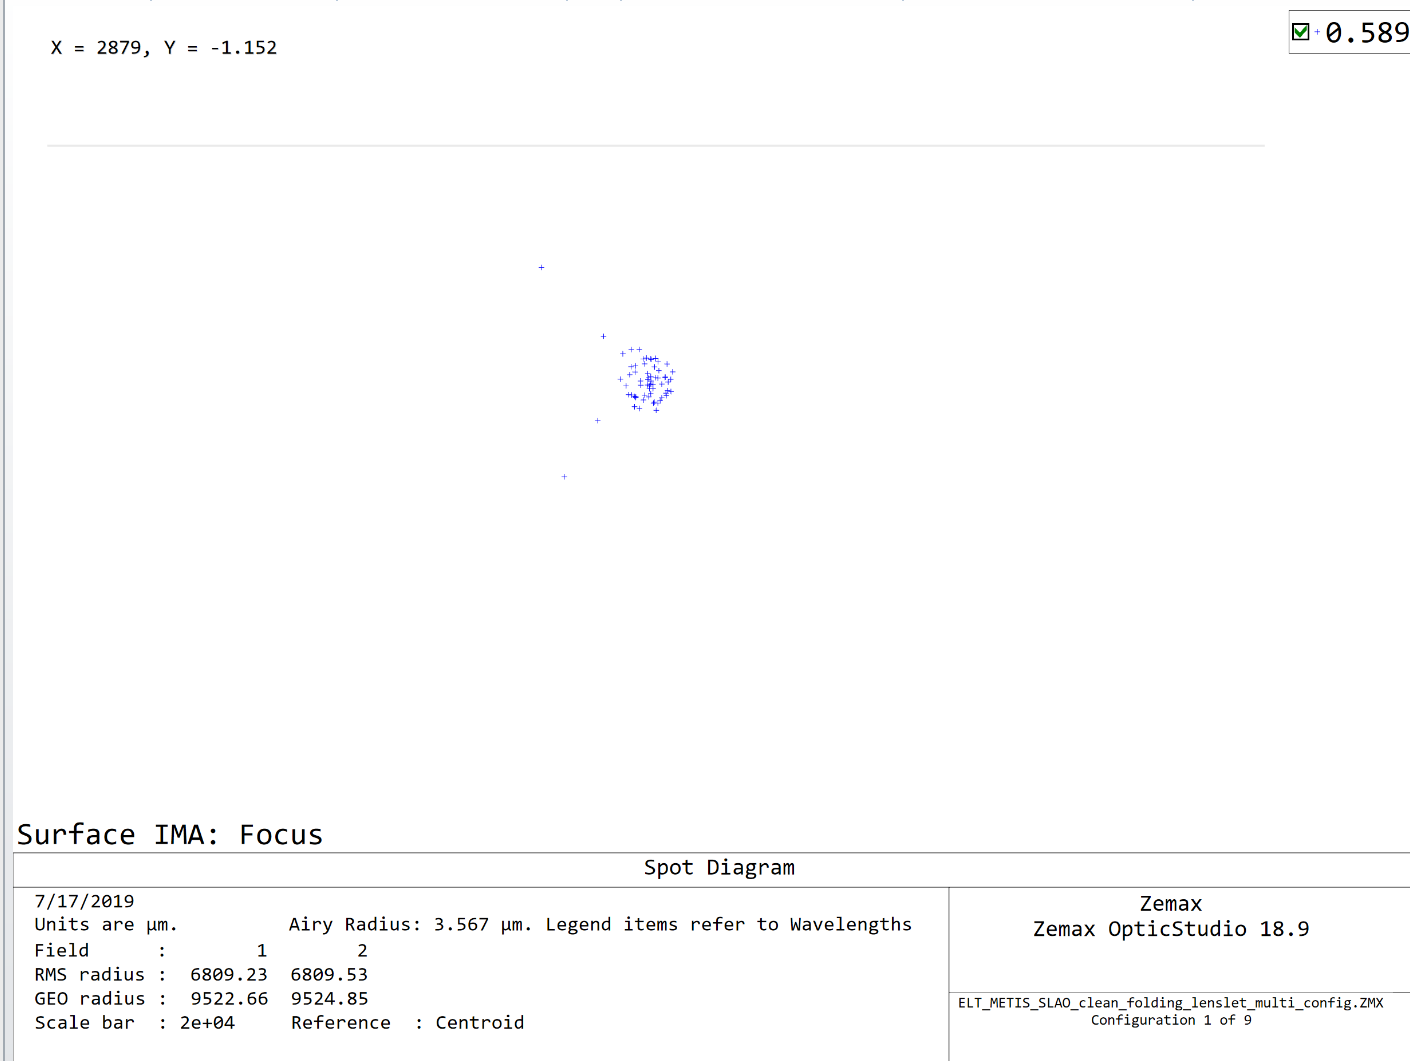 X = 2879, Y = -1.152
0.589
Surface IMA: Focus
Spot Diagram
7/17/2019
Units are µm. Airy Radius: 3.567 µm. Legend items refer to Wavelengths
Field : 1 2
RMS radius : 6809.23 6809.53
GEO radius : 9522.66 9524.85
Scale bar : 2e+04 Reference : Centroid
Zemax
Zemax OpticStudio 18.9
ELT_METIS_SLAO_clean_folding_lenslet_multi_config.ZMX
Configuration 1 of 9